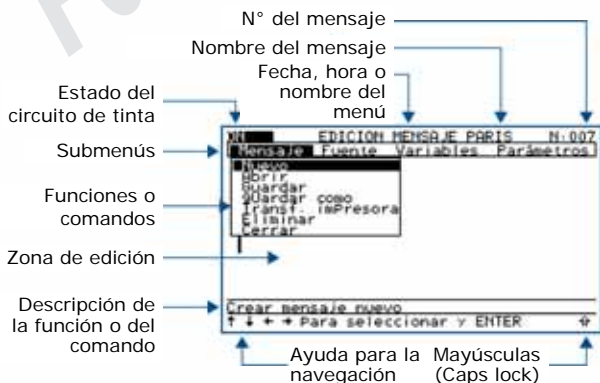 N° del mensaje
Nombre del mensaje
Fecha, hora o
nombre del
menú
Estado del
circuito de tinta
Submenús
Funciones o
comandos
Zona de edición
Descripción de
la función o del
comando
ON EDICION MENSAJE PARIS N:007
Mensaje Fuente Variables Parámetros
Nuevo
Abrir
Guardar
GUardar como
Transf. imPresora
Eliminar
Cerrar
Crear mensaje nuevo
↑ ↓ ← → Para seleccionar y ENTER
Ayuda para la
navegación
Mayúsculas
(Caps lock)